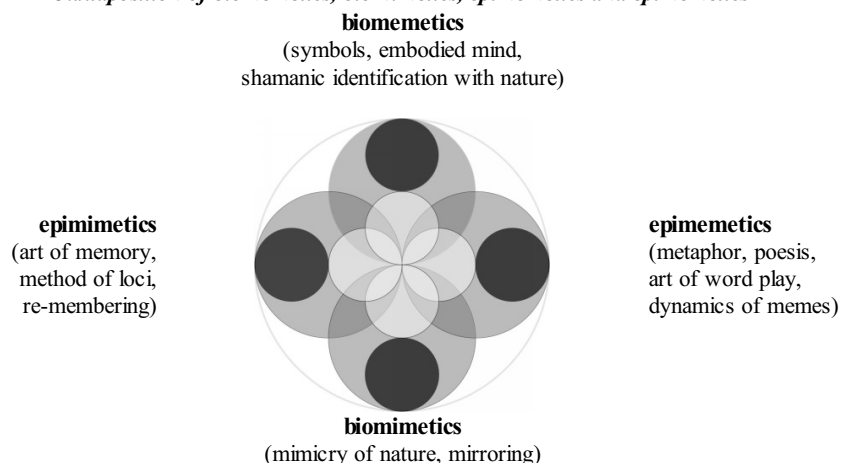 biomemetics
(symbols, embodied mind,
shamanic identification with nature)
epimimetics
(art of memory,
method of loci,
re-membering)
epimemetics
(metaphor, poesis,
art of word play,
dynamics of memes)
biomimetics
(mimicry of nature, mirroring)